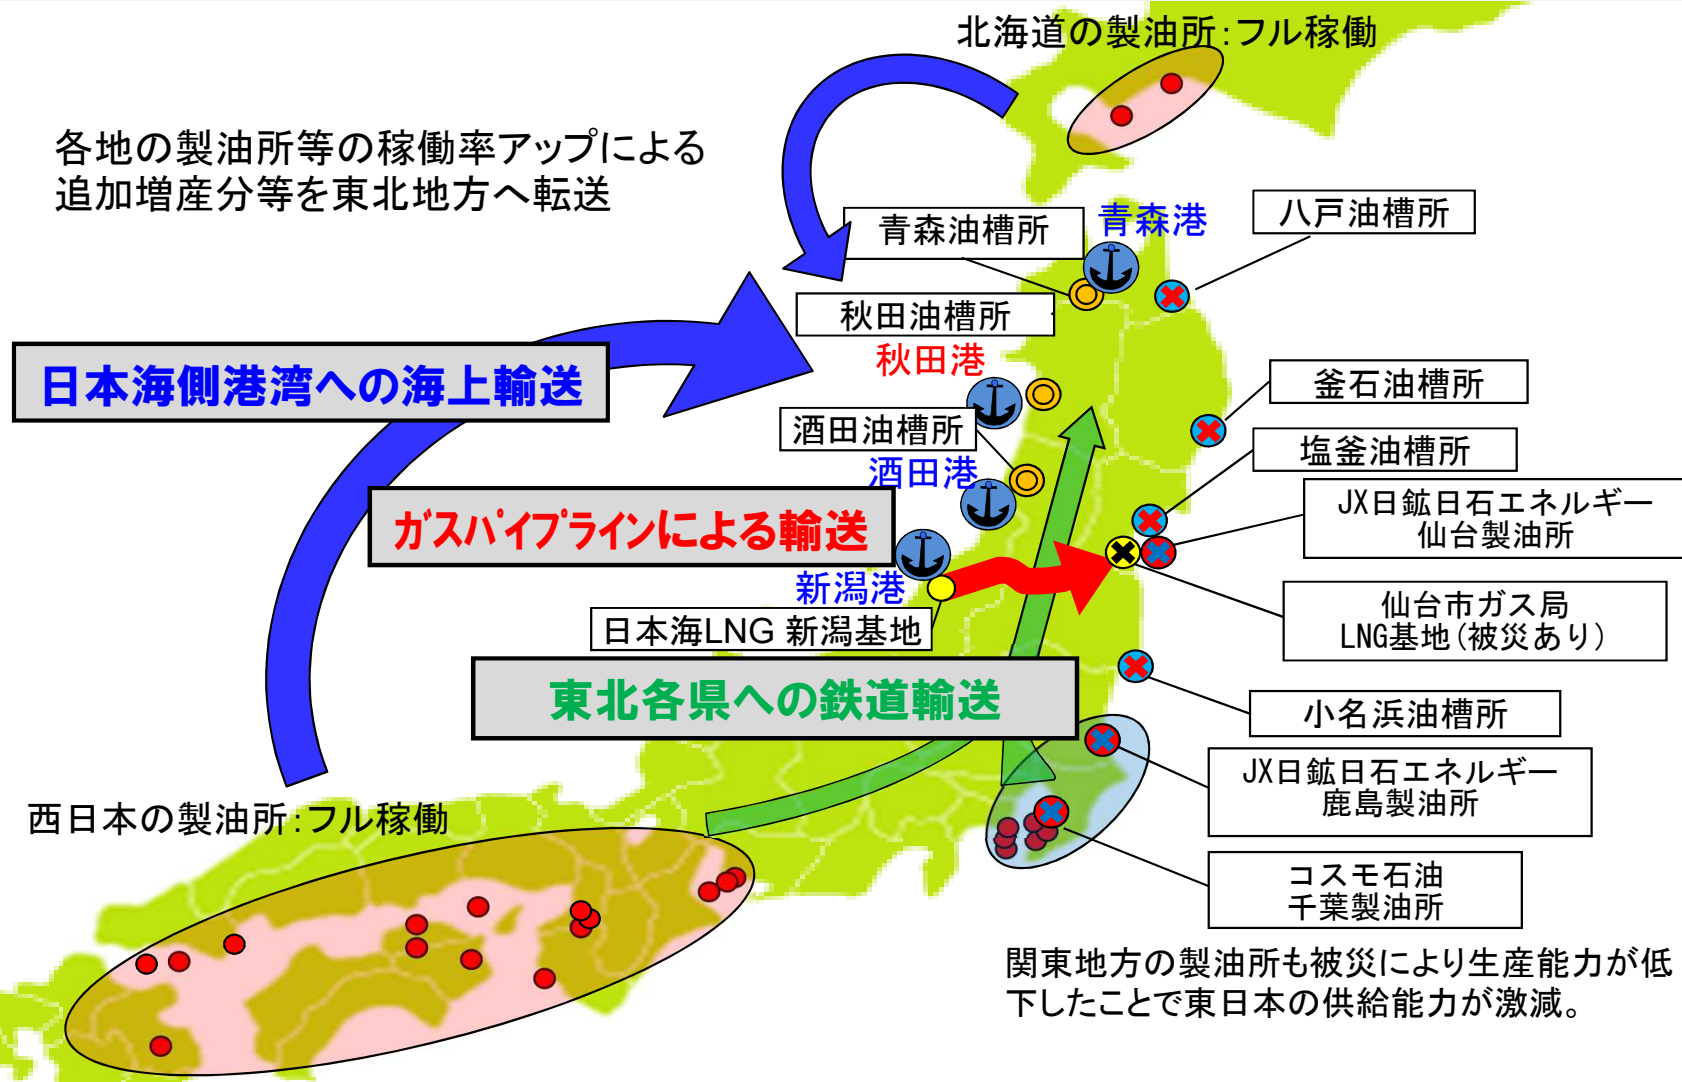 北海道の製油所:フル稼働
各地の製油所等の稼働率アップによる
追加増産分等を東北地方へ転送
青森油槽所
青森港
八戸油槽所
秋田油槽所
秋田港
日本海側港湾への海上輸送
釜石油槽所
酒田油槽所
塩釜油槽所
酒田港
JX日鉱日石エネルギー
仙台製油所
ガスパイプラインによる輸送
新潟港
仙台市ガス局
LNG基地(被災あり)
日本海LNG 新潟基地
東北各県への鉄道輸送
小名浜油槽所
JX日鉱日石エネルギー
鹿島製油所
西日本の製油所:フル稼働
コスモ石油
千葉製油所
関東地方の製油所も被災により生産能力が低
下したことで東日本の供給能力が激減。